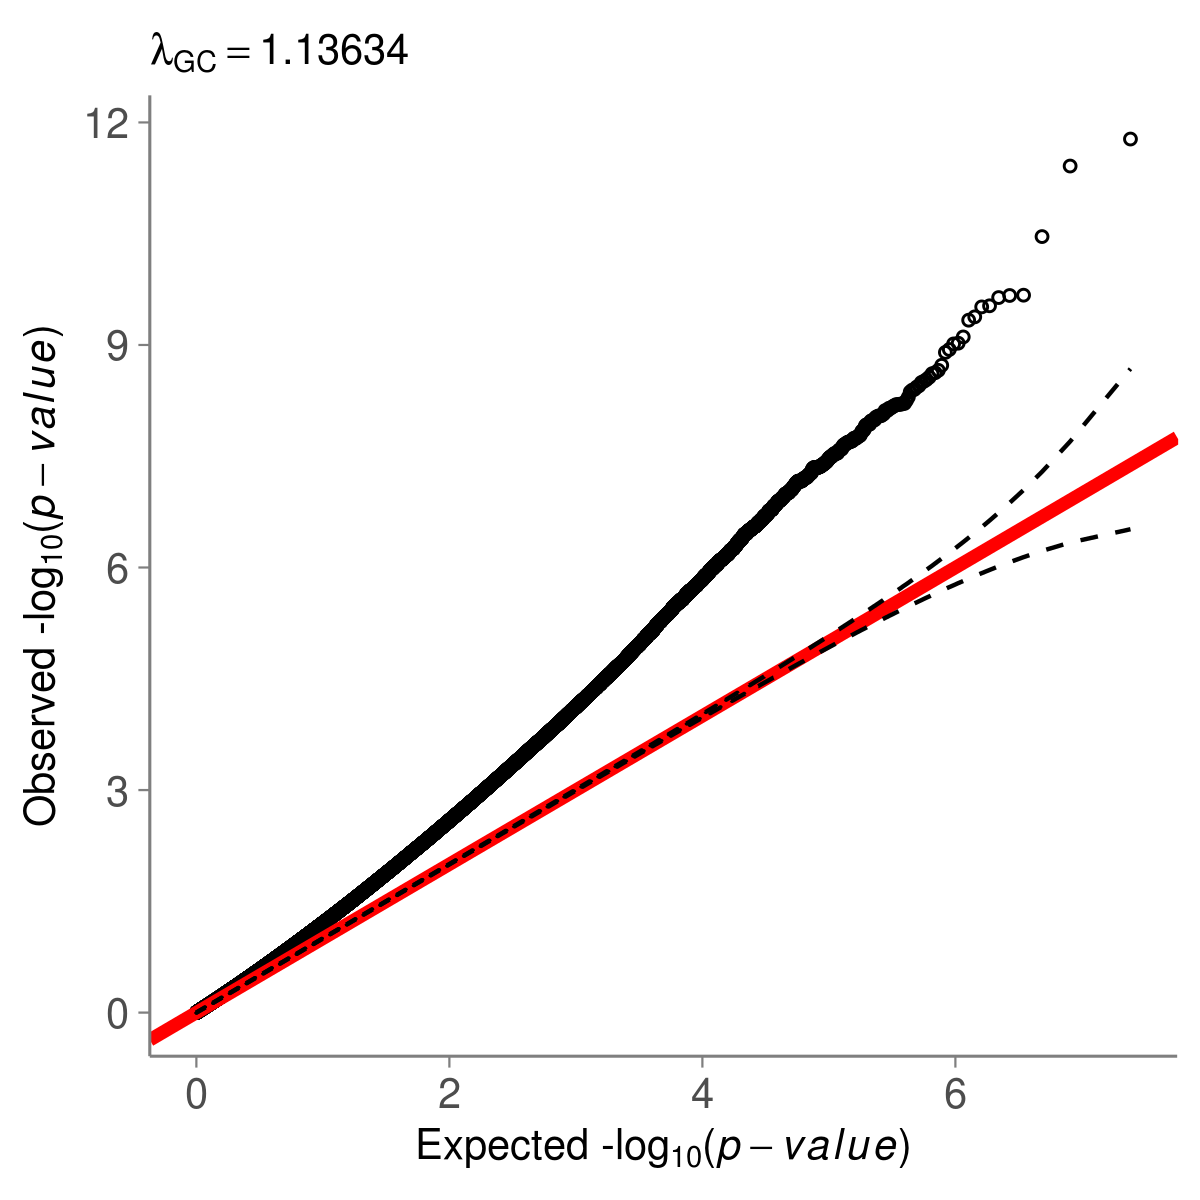 λGC = 1.13634
12
9
6
3
0
Observed -log10(p − value)
0 2 4 6
Expected -log10(p − value)